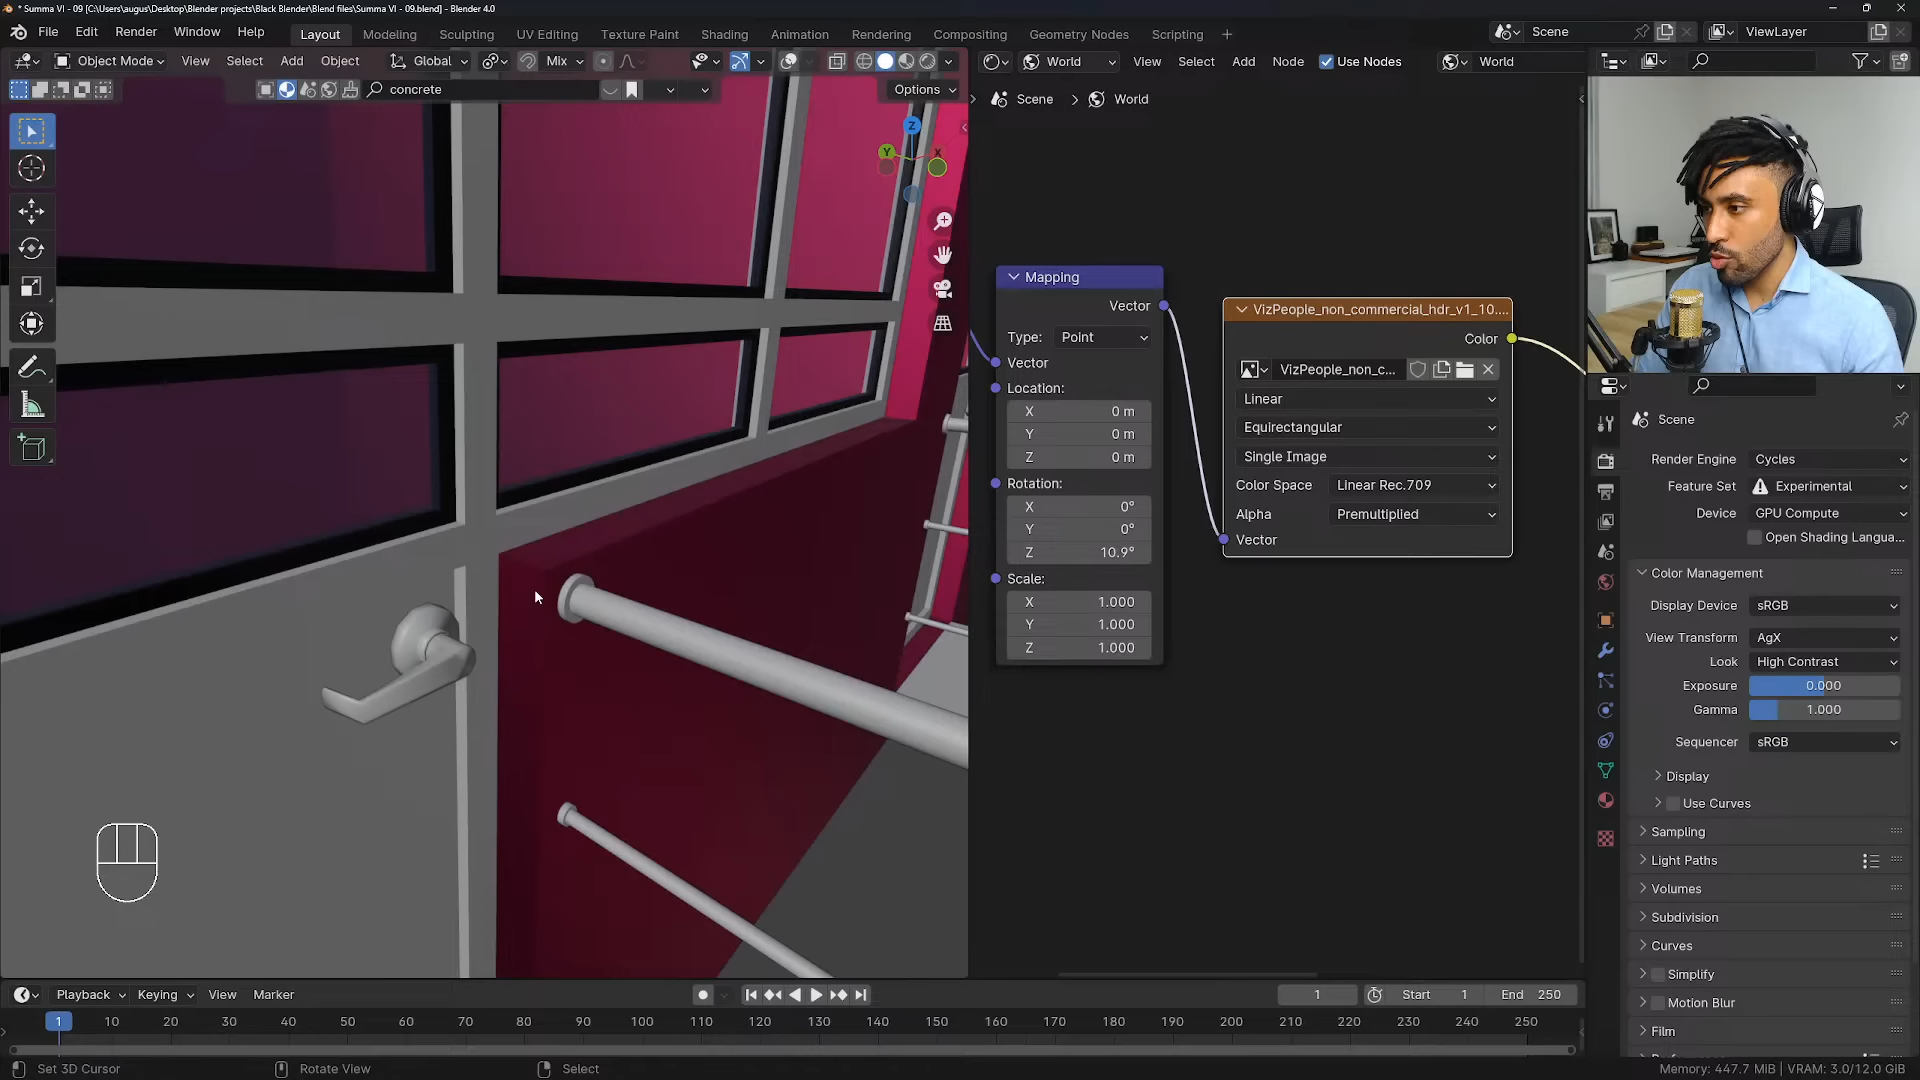 * Summa VI - 09 [C:\Users\augus\Desktop\Blender projects\Black Blender\Blend files\Summa VI - 09.blend] - Blender 4.0
File Edit Render Window Help Layout Modeling Sculpting UV Editing Texture Paint Shading Animation Rendering Compositing Geometry Nodes Scripting + Scene ViewLayer
Object Mode View Select Add Object Global Mix World View Select Add Node Use Nodes World
concrete Options Scene > World
Z
Y X
Mapping
Vector
Type: Point
Vector
Location:
X 0 m
Y 0 m
Z 0 m
Rotation:
X 0°
Y 0°
Z 10.9°
Scale:
X 1.000
Y 1.000
Z 1.000
VizPeople_non_commercial_hdr_v1_10....
Color
VizPeople_non_c...
Linear
Equirectangular
Single Image
Color Space Linear Rec.709
Alpha Premultiplied
Vector
Scene
Render Engine Cycles
Feature Set Experimental
Device GPU Compute
Open Shading Langua...
Color Management
Display Device sRGB
View Transform AgX
Look High Contrast
Exposure 0.000
Gamma 1.000
Sequencer sRGB
Display
Use Curves
Sampling
Light Paths
Volumes
Subdivision
Curves
Simplify
Motion Blur
Film
Playback Keying View Marker 1 Start 1 End 250
1 10 20 30 40 50 60 70 80 90 100 110 120 130 140 150 160 170 180 190 200 210 220 230 240 250
Set 3D Cursor Rotate View Select Memory: 447.7 MiB | VRAM: 3.0/12.0 GiB